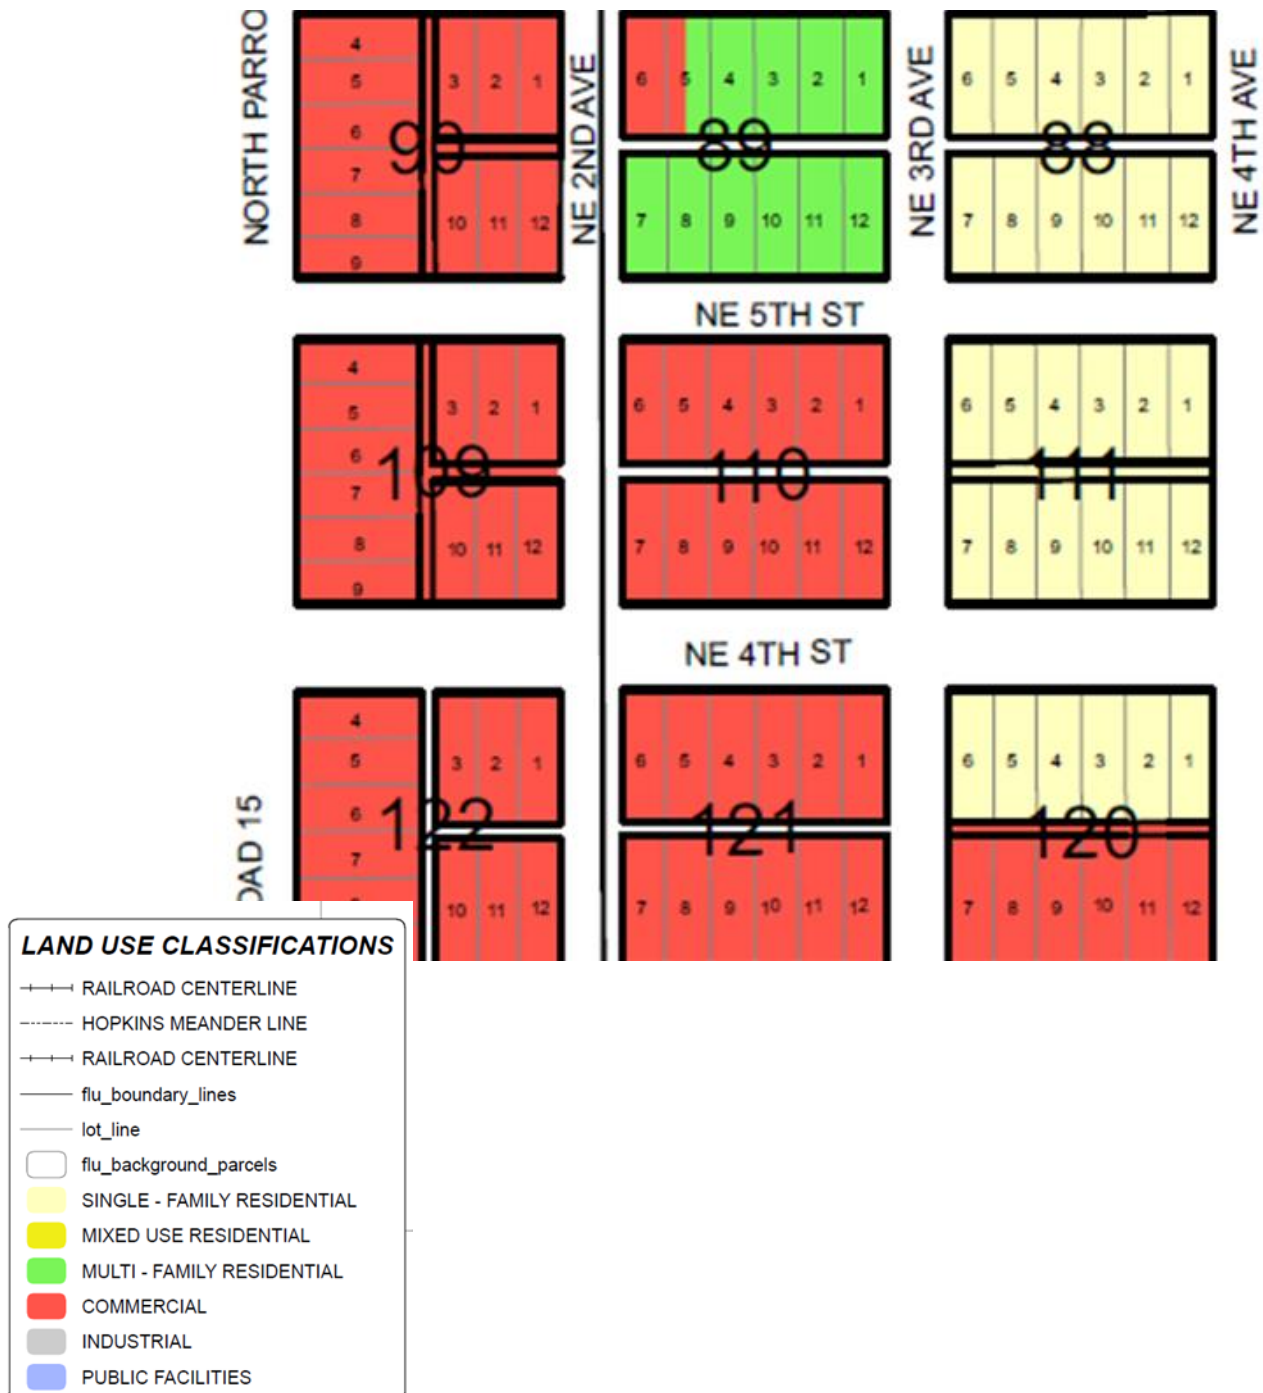 NORTH PARRO
4
5
6
7
8
9
3 2 1
90
10 11 12
NE 2ND AVE
6 5 4 3 2 1
89
7 8 9 10 11 12
NE 3RD AVE
6 5 4 3 2 1
88
7 8 9 10 11 12
NE 4TH AVE
NE 5TH ST
4
5
6
7
8
9
3 2 1
109
10 11 12
6 5 4 3 2 1
110
7 8 9 10 11 12
6 5 4 3 2 1
111
7 8 9 10 11 12
NE 4TH ST
OAD 15
4
5
6
7
3 2 1
122
10 11 12
6 5 4 3 2 1
121
7 8 9 10 11 12
6 5 4 3 2 1
120
7 8 9 10 11 12
LAND USE CLASSIFICATIONS
RAILROAD CENTERLINE
HOPKINS MEANDER LINE
RAILROAD CENTERLINE
flu_boundary_lines
lot_line
flu_background_parcels
SINGLE - FAMILY RESIDENTIAL
MIXED USE RESIDENTIAL
MULTI - FAMILY RESIDENTIAL
COMMERCIAL
INDUSTRIAL
PUBLIC FACILITIES